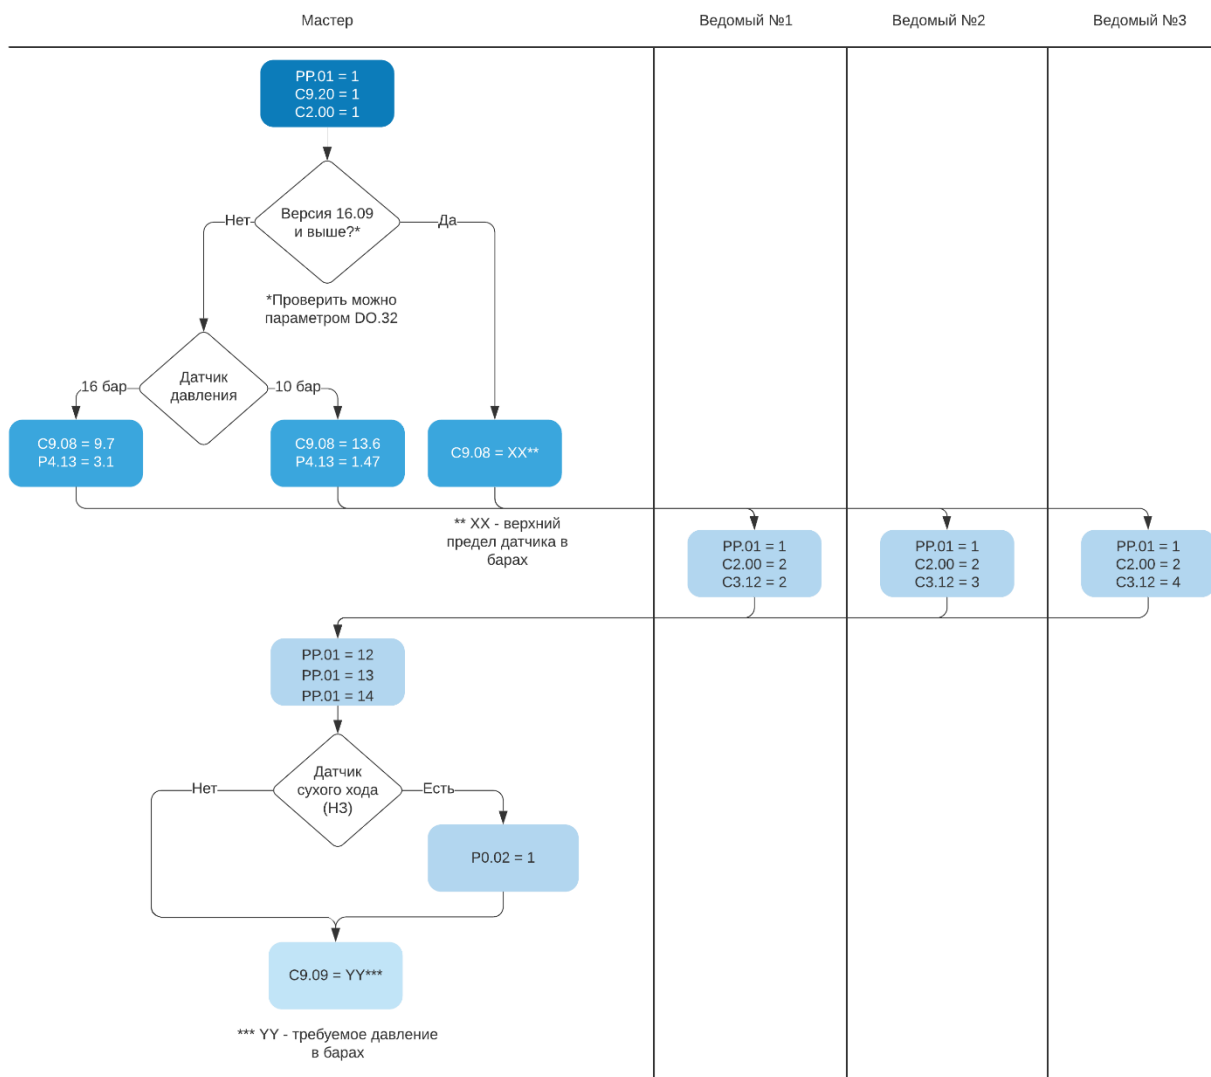 Мастер
Ведомый №1
Ведомый №2
Ведомый №3
PP.01 = 1
C9.20 = 1
C2.00 = 1
Версия 16.09
и выше?*
Нет
Да
*Проверить можно
параметром DO.32
Датчик
давления
16 бар
10 бар
C9.08 = 9.7
P4.13 = 3.1
C9.08 = 13.6
P4.13 = 1.47
C9.08 = XX**
** XX - верхний
предел датчика в
барах
PP.01 = 1
C2.00 = 2
C3.12 = 2
PP.01 = 1
C2.00 = 2
C3.12 = 3
PP.01 = 1
C2.00 = 2
C3.12 = 4
PP.01 = 12
PP.01 = 13
PP.01 = 14
Датчик
сухого хода
(НЗ)
Нет
Есть
P0.02 = 1
C9.09 = YY***
*** YY - требуемое давление
в барах